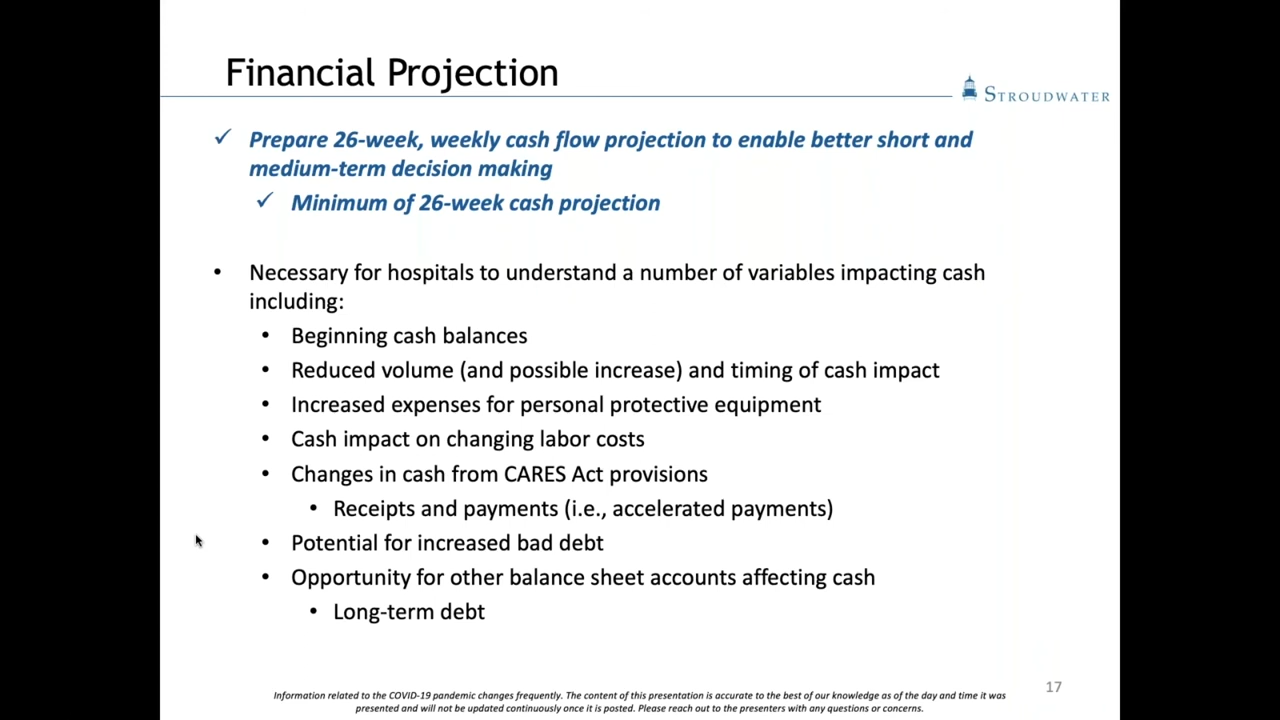 Financial Projection
STROUDWATER
✓ Prepare 26-week, weekly cash flow projection to enable better short and
medium-term decision making
✓ Minimum of 26-week cash projection
• Necessary for hospitals to understand a number of variables impacting cash
including:
• Beginning cash balances
• Reduced volume (and possible increase) and timing of cash impact
• Increased expenses for personal protective equipment
• Cash impact on changing labor costs
• Changes in cash from CARES Act provisions
• Receipts and payments (i.e., accelerated payments)
• Potential for increased bad debt
• Opportunity for other balance sheet accounts affecting cash
• Long-term debt
17
Information related to the COVID-19 pandemic changes frequently. The content of this presentation is accurate to the best of our knowledge as of the day and time it was
presented and will not be updated continuously once it is posted. Please reach out to the presenters with any questions or concerns.